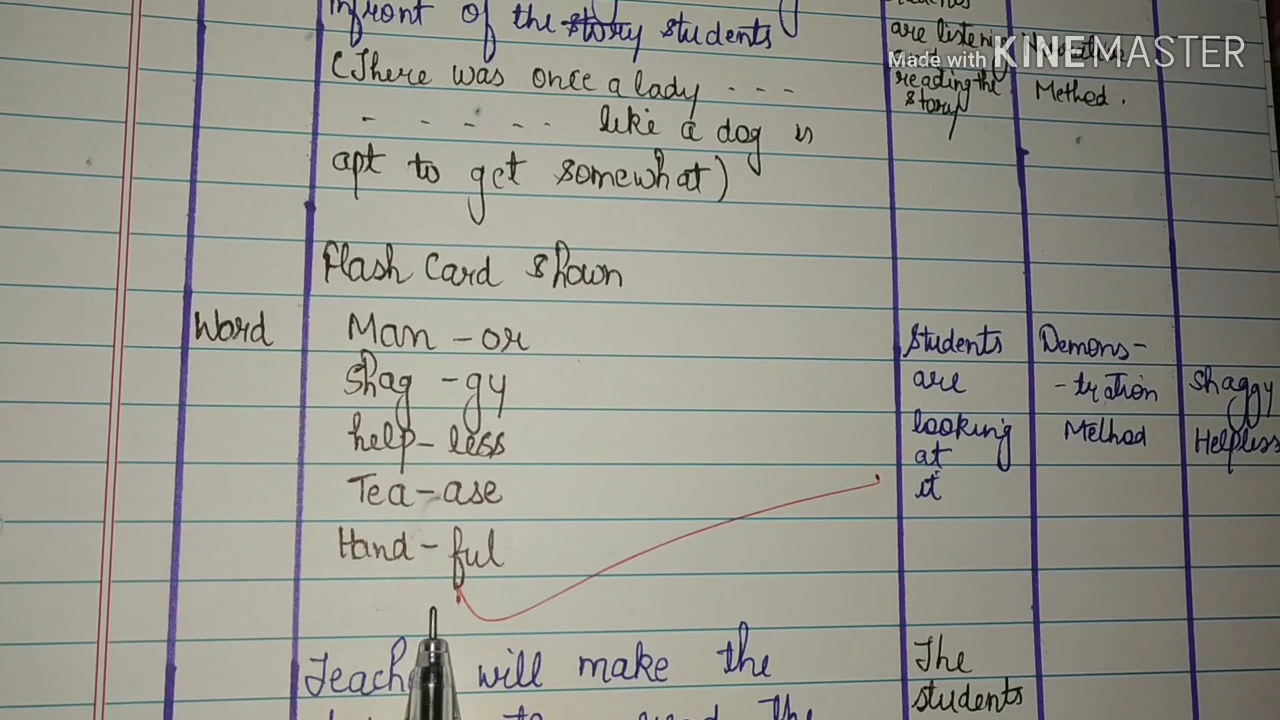 infront of the story students
(There was once a lady - - -
- - - - - like a dog is
apt to get somewhat)
are listening
reading the
story
Method.
Made with KINEMASTER
Flash Card shown
Word
Man - or
Shag - gy
help - less
Tea - ase
Hand - ful
Students
are
looking
at
it
Demons-
-tration
Method
Shaggy
Helpless
will make the
the
The
students